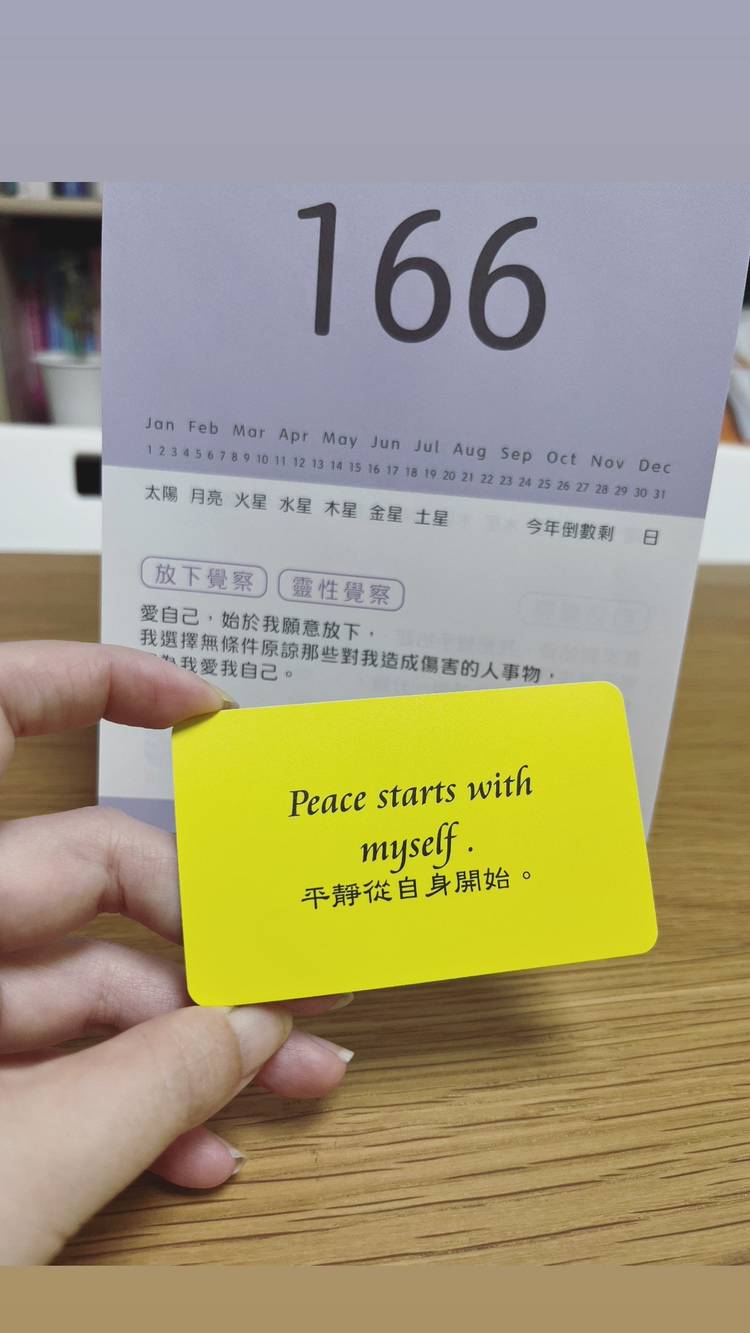 166
Jan Feb Mar Apr May Jun Jul Aug Sep Oct Nov Dec
1 2 3 4 5 6 7 8 9 10 11 12 13 14 15 16 17 18 19 20 21 22 23 24 25 26 27 28 29 30 31
太陽 月亮 火星 水星 木星 金星 土星 今年倒數剩 日
放下覺察 靈性覺察
愛自己，始於我願意放下，
我選擇無條件原諒那些對我造成傷害的人事物，
為我愛我自己。
Peace starts with
myself .
平靜從自身開始。